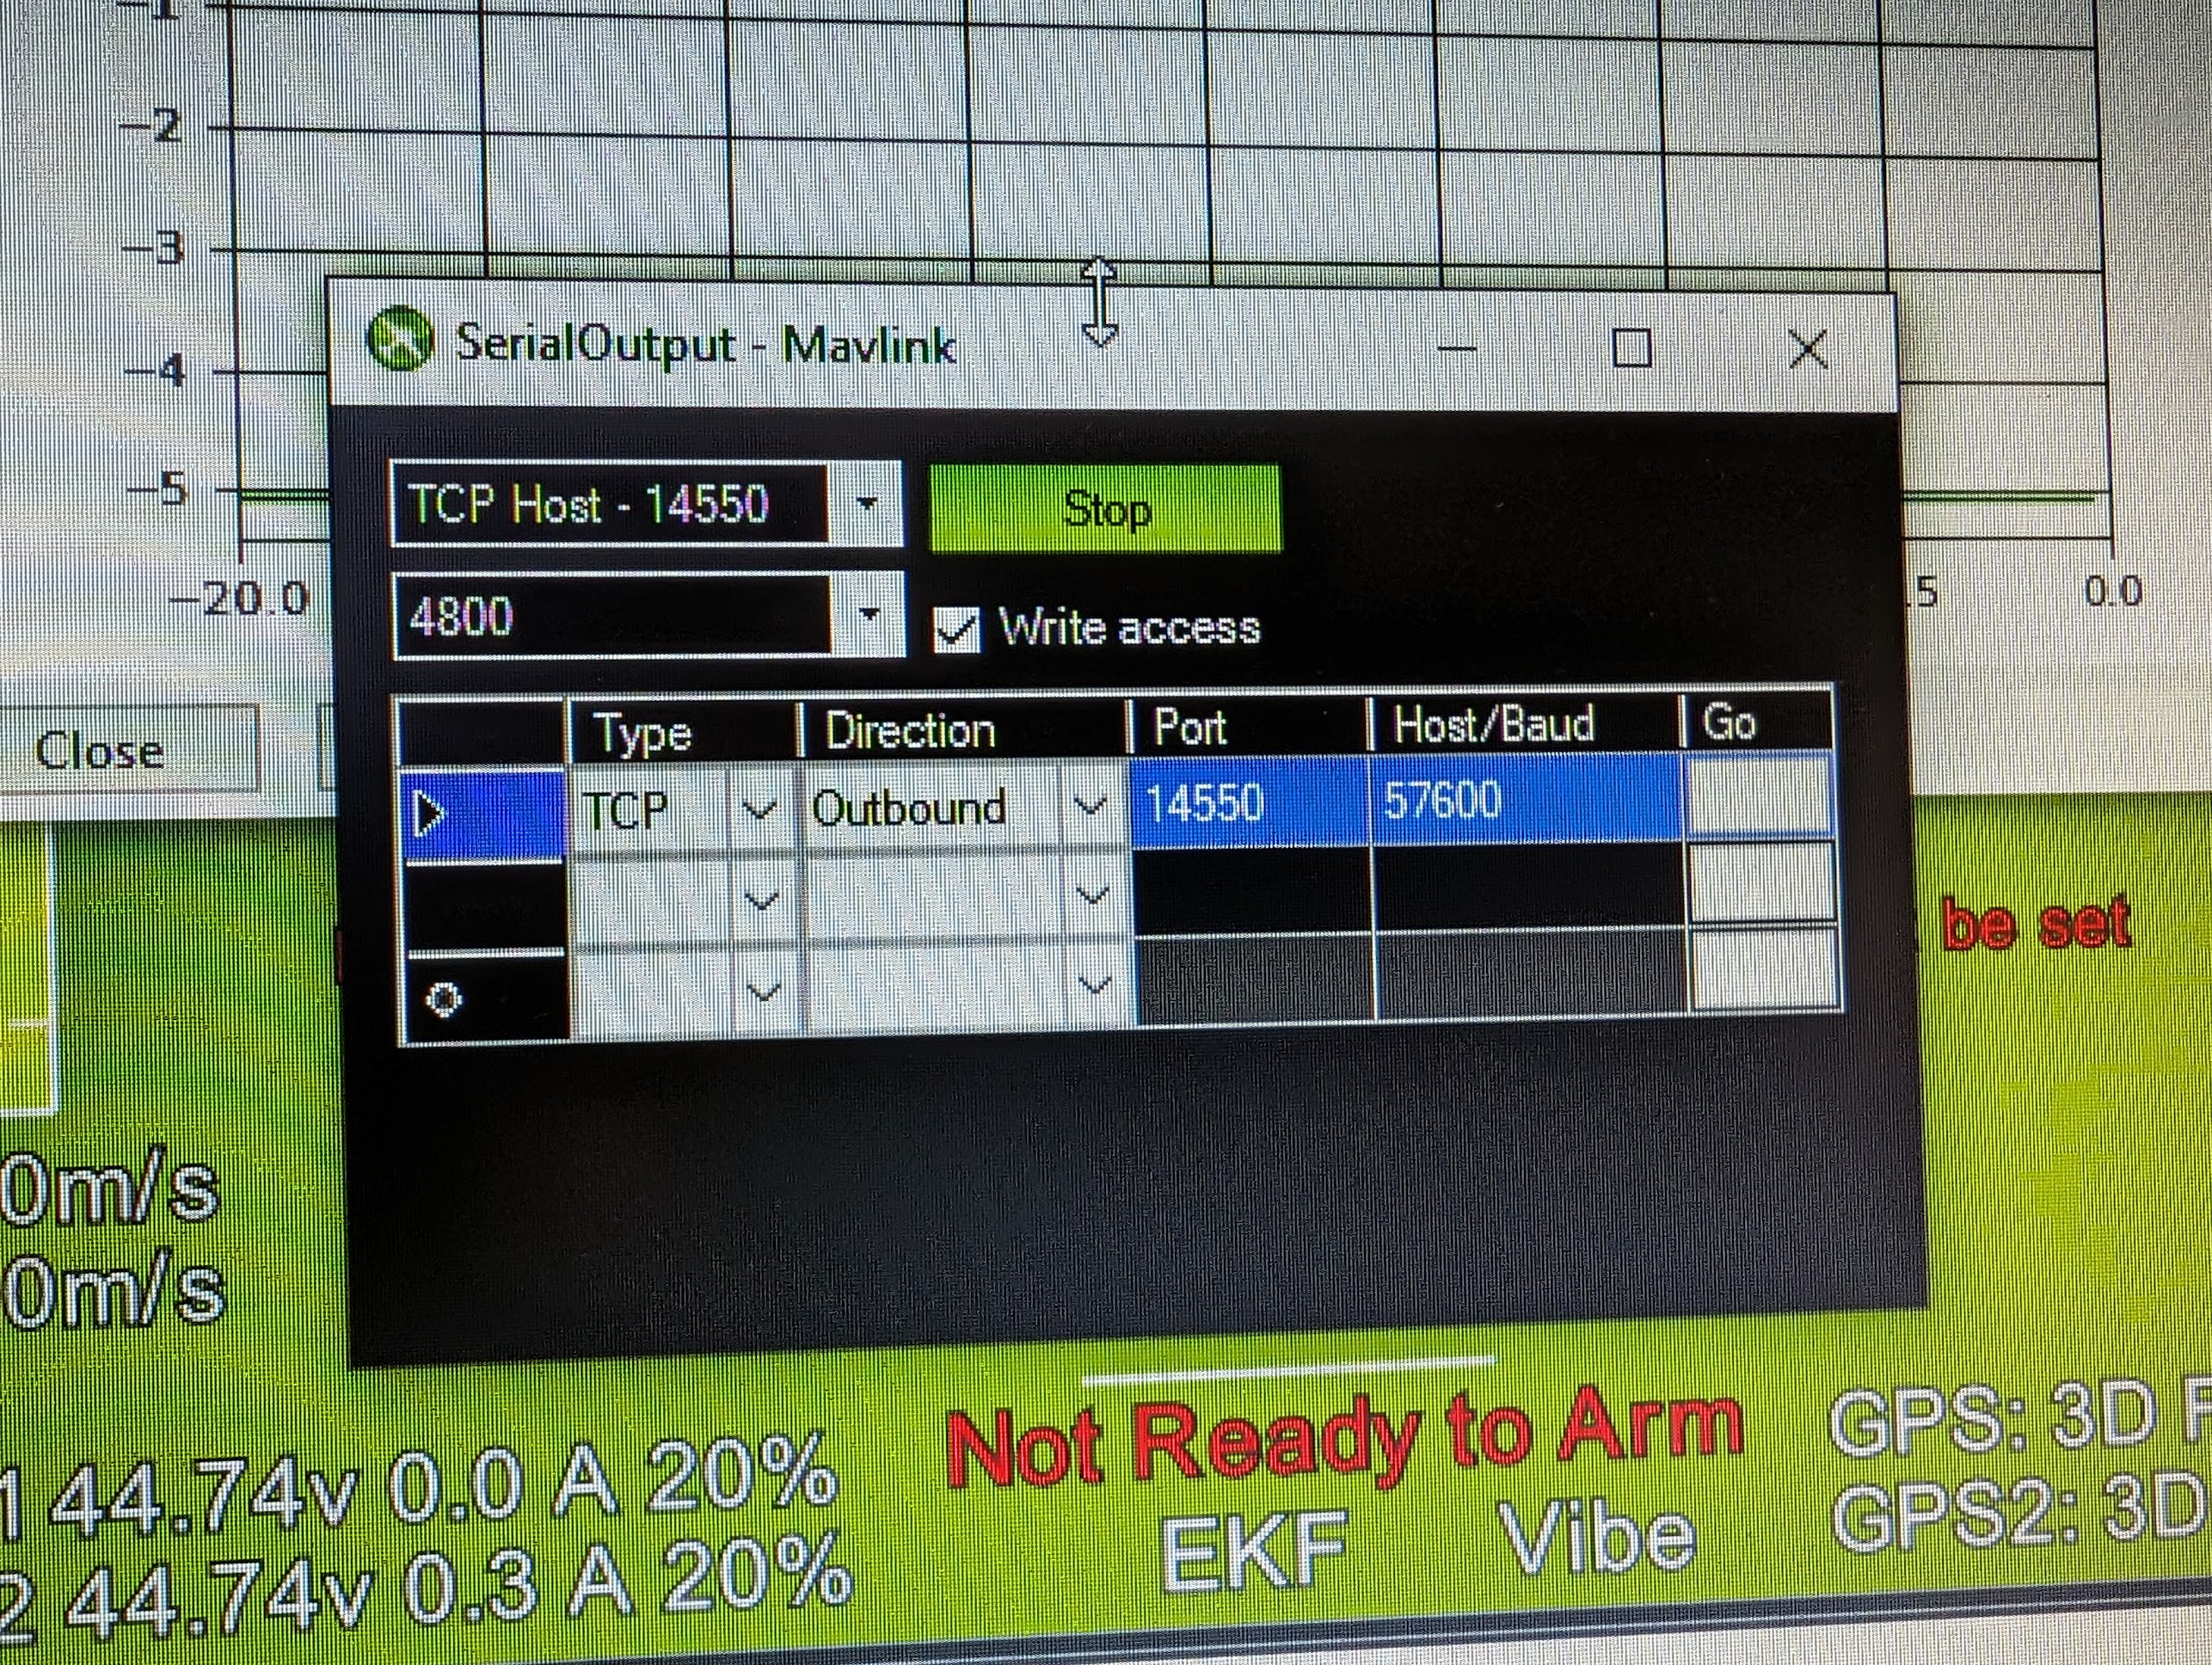 −1
−2
−3
−4
−5
−20.0
.5
0.0
SerialOutput - Mavlink
TCP Host - 14550
Stop
4800
Write access
Type Direction Port Host/Baud Go
TCP Outbound 14550 57600
Close
be set
0m/s
0m/s
Not Ready to Arm
GPS: 3D F
1 44.74v 0.0 A 20%
EKF
Vibe
GPS2: 3D
2 44.74v 0.3 A 20%